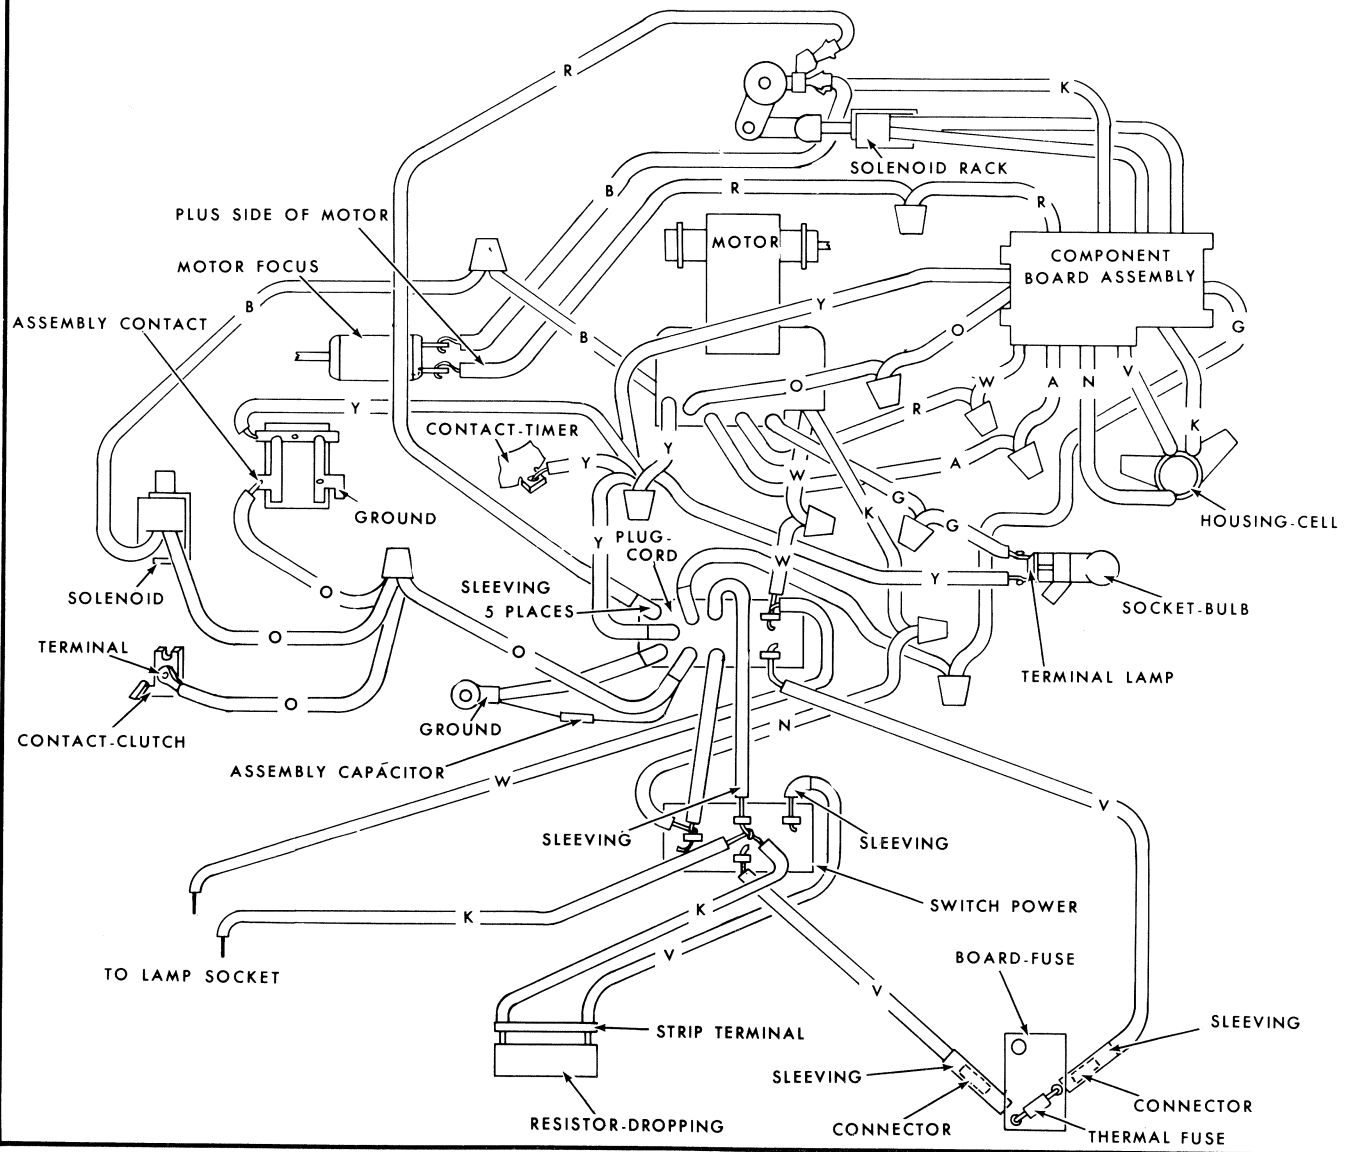 R
K
SOLENOID RACK
B
R
R
PLUS SIDE OF MOTOR
MOTOR
COMPONENT
BOARD ASSEMBLY
MOTOR FOCUS
B
Y
ASSEMBLY CONTACT
B
O
G
W
A
N
V
O
R
Y
CONTACT-TIMER
K
Y
Y
A
W
G
K
GROUND
G
HOUSING-CELL
Y
PLUG-
CORD
W
Y
SOLENOID
O
SLEEVING
5 PLACES
SOCKET-BULB
O
TERMINAL
O
TERMINAL LAMP
O
GROUND
N
CONTACT-CLUTCH
ASSEMBLY CAPACITOR
W
V
SLEEVING
SLEEVING
K
K
SWITCH POWER
V
BOARD-FUSE
TO LAMP SOCKET
V
STRIP TERMINAL
SLEEVING
SLEEVING
CONNECTOR
RESISTOR-DROPPING
CONNECTOR
THERMAL FUSE